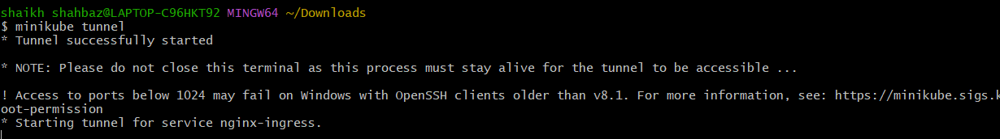 shaikh shahbaz@LAPTOP-C96HKT92 MINGW64 ~/Downloads
$ minikube tunnel
* Tunnel successfully started
* NOTE: Please do not close this terminal as this process must stay alive for the tunnel to be accessible ...
! Access to ports below 1024 may fail on Windows with OpenSSH clients older than v8.1. For more information, see: https://minikube.sigs.k
oot-permission
* Starting tunnel for service nginx-ingress.